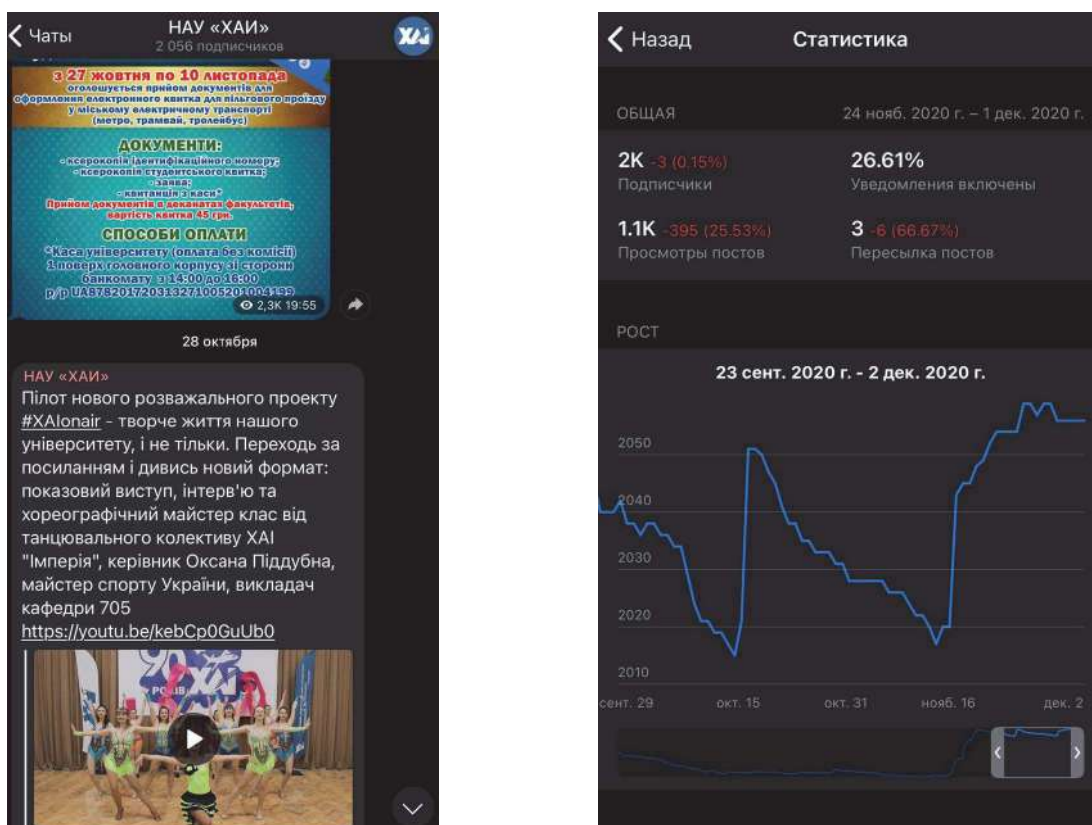 Чаты
НАУ «ХАИ»
2 056 подписчиков
ХАІ
з 27 жовтня по 10 листопада
оголошується прийом документів для
оформлення електронного квитка для пільгового проїзду
у міському електричному транспорті
(метро, трамвай, тролейбус)
ДОКУМЕНТИ:
- ксерокопія ідентифікаційного номеру;
- ксерокопія студентського квитка;
- заява;
- квитанція з каси*
Прийом документів в деканатах факультетів,
вартість квитка 45 грн.
СПОСОБИ ОПЛАТИ
*Каса університету (оплата без комісії)
1 поверх головного корпусу зі сторони
банкомату з 14:00 до 16:00
р/р UA878201720313271005201004199
2,3K 19:55
28 октября
НАУ «ХАИ»
Пілот нового розважального проекту
#XAIonair - творче життя нашого
університету, і не тільки. Переходь за
посиланням і дивись новий формат:
показовий виступ, інтерв'ю та
хореографічний майстер клас від
танцювального колективу ХАІ
"Імперія", керівник Оксана Піддубна,
майстер спорту України, викладач
кафедри 705
https://youtu.be/kebCp0GuUb0
90
РОКІВ ХАІ
Назад
Статистика
ОБЩАЯ
24 нояб. 2020 г. – 1 дек. 2020 г.
2K -3 (0.15%)
26.61%
Подписчики
Уведомления включены
1.1K -395 (25.53%)
3 -6 (66.67%)
Просмотры постов
Пересылка постов
РОСТ
23 сент. 2020 г. - 2 дек. 2020 г.
2050
2040
2030
2020
2010
сент. 29
окт. 15
окт. 31
нояб. 16
дек. 2